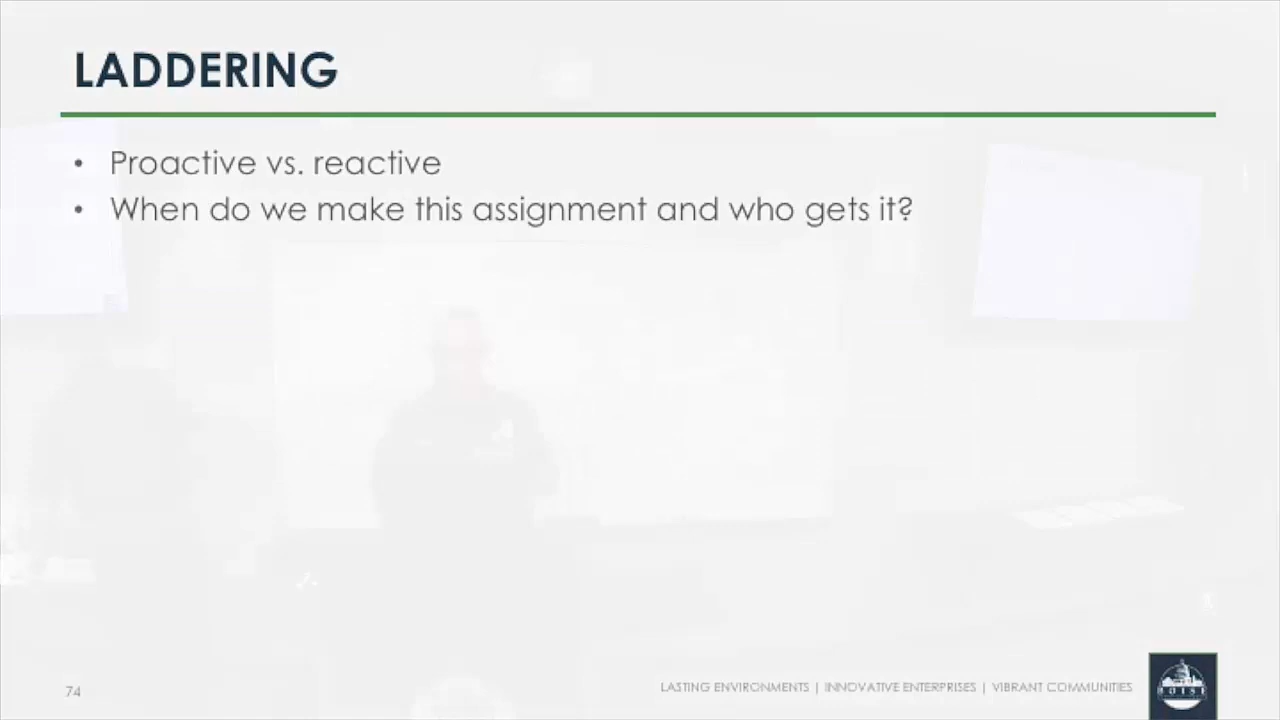 LADDERING
• Proactive vs. reactive
• When do we make this assignment and who gets it?
74
LASTING ENVIRONMENTS | INNOVATIVE ENTERPRISES | VIBRANT COMMUNITIES
BOISE